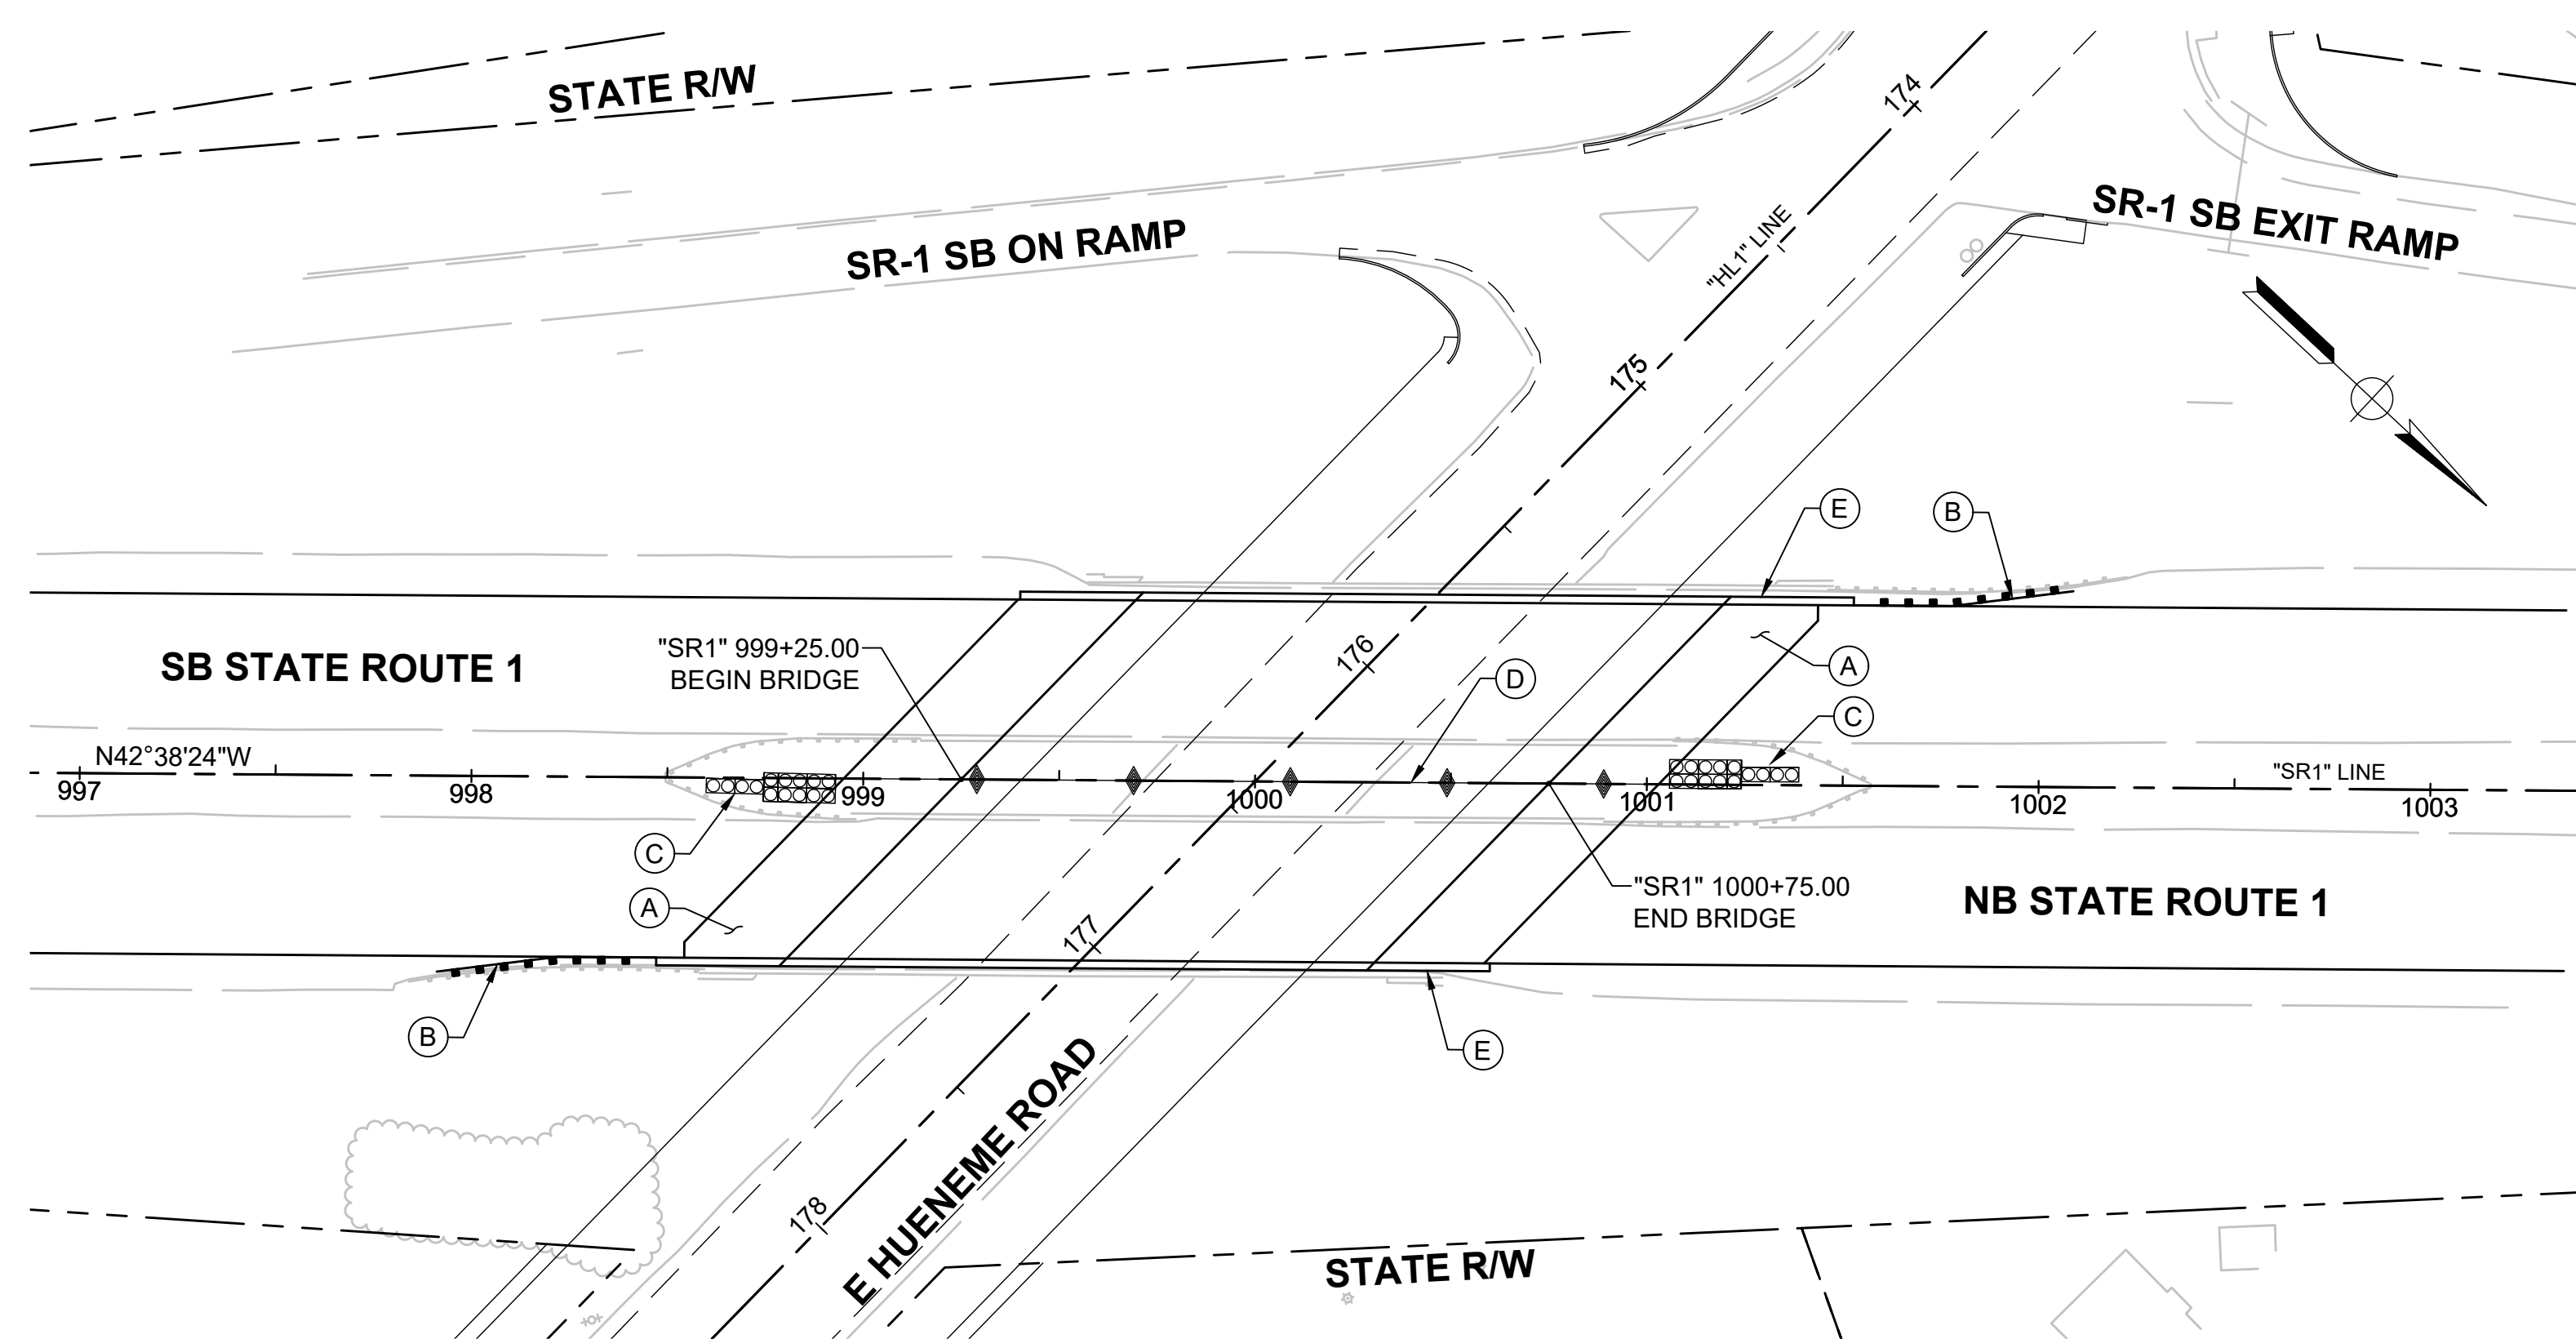 STATE R/W
174
SR-1 SB ON RAMP
"HL1" LINE
SR-1 SB EXIT RAMP
175
E
B
SB STATE ROUTE 1
"SR1" 999+25.00
BEGIN BRIDGE
176
D
A
C
N42°38'24"W
"SR1" LINE
997
998
999
1000
1001
1002
1003
C
A
177
"SR1" 1000+75.00
END BRIDGE
NB STATE ROUTE 1
B
E
178
E HUENEME ROAD
STATE R/W